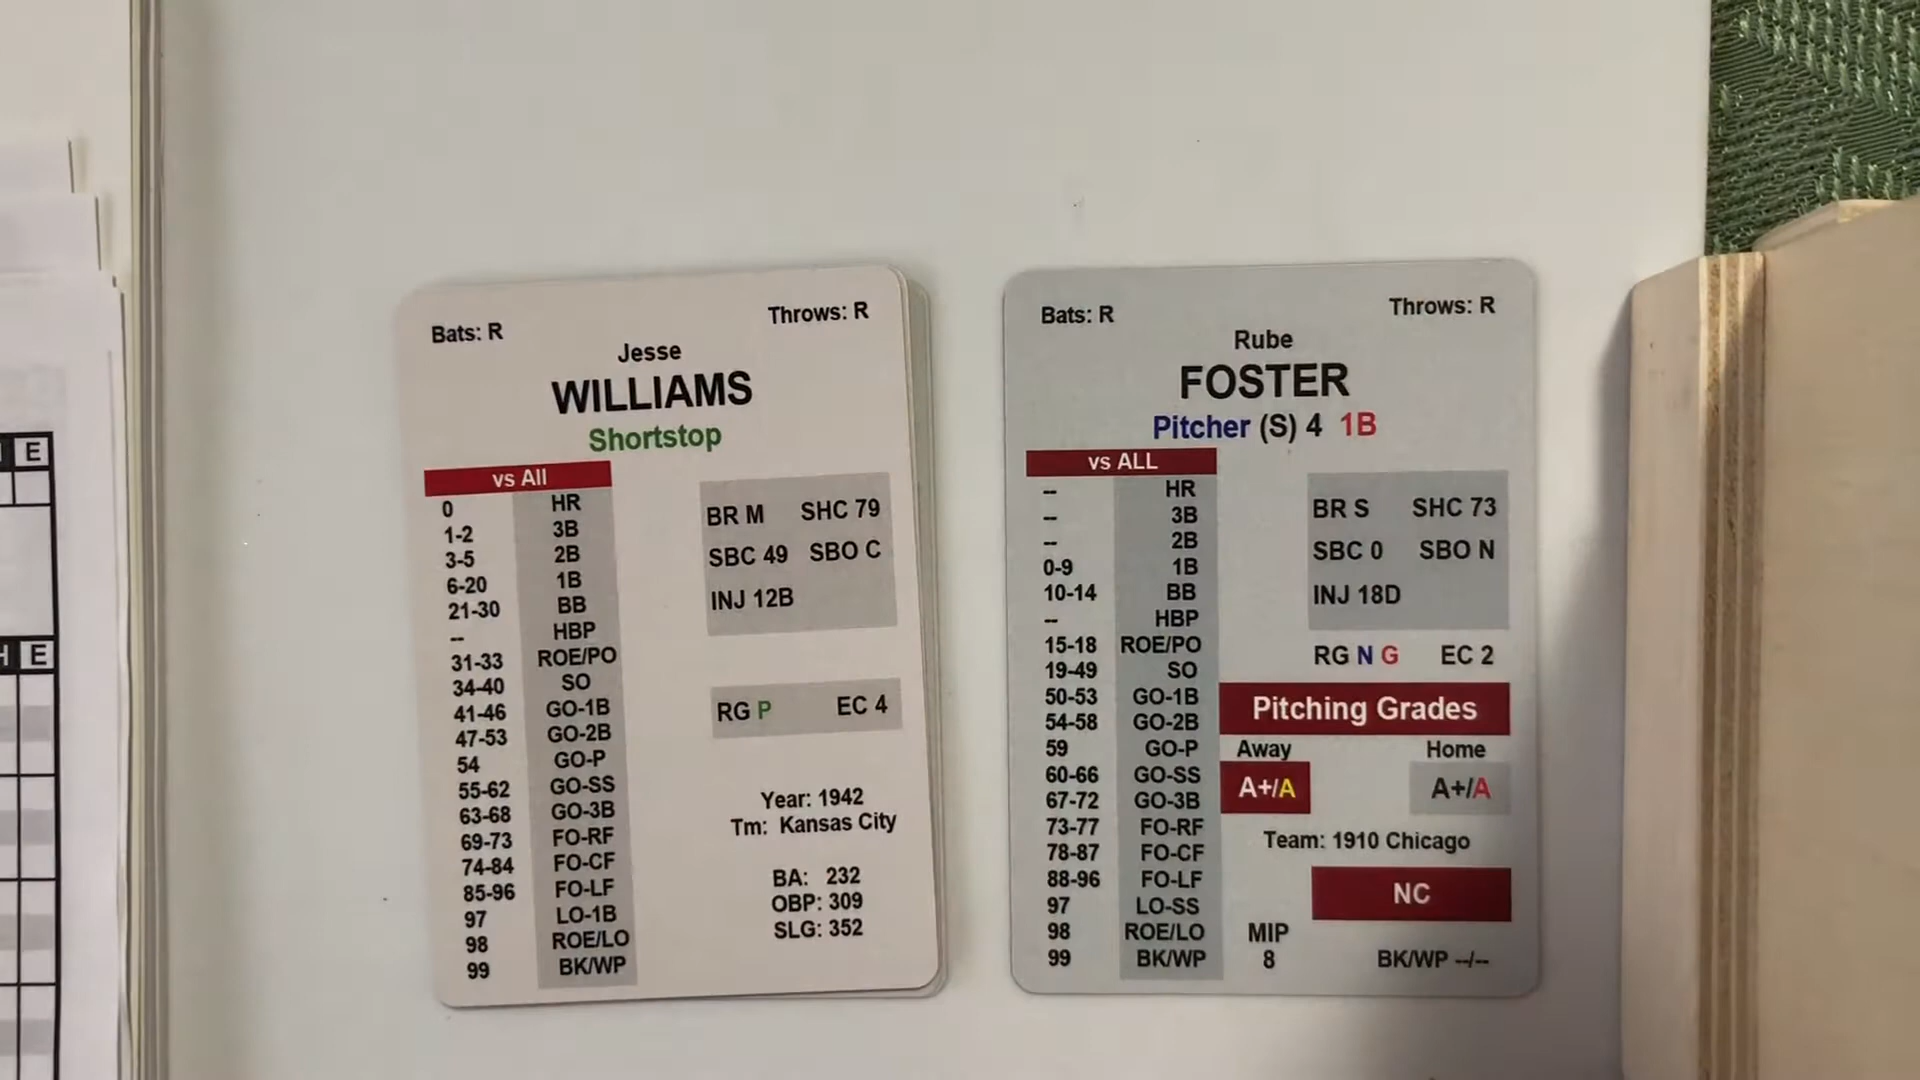 E
H E
Bats: R Throws: R
Jesse
WILLIAMS
Shortstop
vs All
0 HR
1-2 3B
3-5 2B
6-20 1B
21-30 BB
-- HBP
31-33 ROE/PO
34-40 SO
41-46 GO-1B
47-53 GO-2B
54 GO-P
55-62 GO-SS
63-68 GO-3B
69-73 FO-RF
74-84 FO-CF
85-96 FO-LF
97 LO-1B
98 ROE/LO
99 BK/WP
BR M SHC 79
SBC 49 SBO C
INJ 12B
RG P EC 4
Year: 1942
Tm: Kansas City
BA: 232
OBP: 309
SLG: 352
Bats: R Throws: R
Rube
FOSTER
Pitcher (S) 4 1B
vs ALL
-- HR
-- 3B
-- 2B
0-9 1B
10-14 BB
-- HBP
15-18 ROE/PO
19-49 SO
50-53 GO-1B
54-58 GO-2B
59 GO-P
60-66 GO-SS
67-72 GO-3B
73-77 FO-RF
78-87 FO-CF
88-96 FO-LF
97 LO-SS
98 ROE/LO
99 BK/WP
BR S SHC 73
SBC 0 SBO N
INJ 18D
RG N G EC 2
Pitching Grades
Away Home
A+/A A+/A
Team: 1910 Chicago
NC
MIP
8 BK/WP --/--